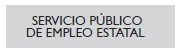 SERVICIO PÚBLICO
DE EMPLEO ESTATAL